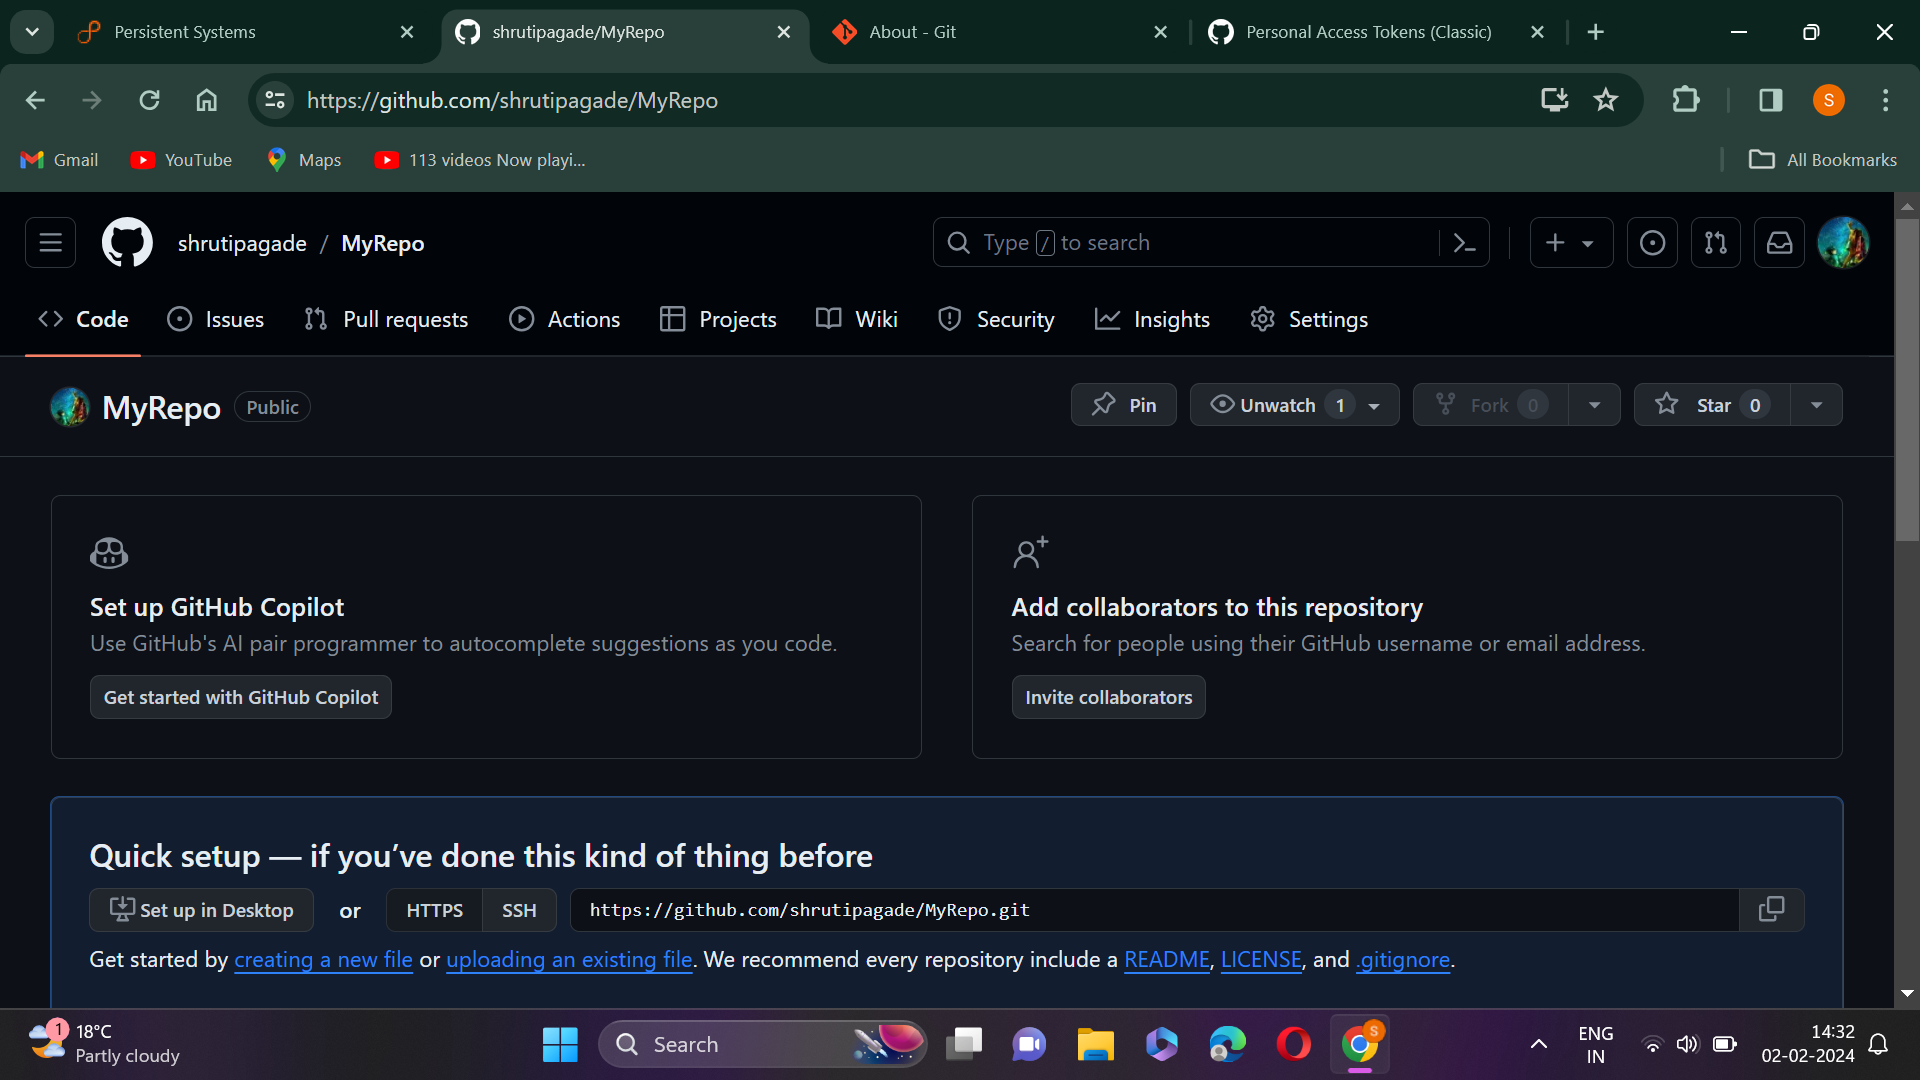 Persistent Systems
shrutipagade/MyRepo
About - Git
Personal Access Tokens (Classic)
https://github.com/shrutipagade/MyRepo
S
Gmail
YouTube
Maps
113 videos Now playi...
All Bookmarks
shrutipagade / MyRepo
Type / to search
Code
Issues
Pull requests
Actions
Projects
Wiki
Security
Insights
Settings
MyRepo Public
Pin
Unwatch 1
Fork 0
Star 0
Set up GitHub Copilot
Use GitHub's AI pair programmer to autocomplete suggestions as you code.
Get started with GitHub Copilot
Add collaborators to this repository
Search for people using their GitHub username or email address.
Invite collaborators
Quick setup — if you’ve done this kind of thing before
Set up in Desktop or HTTPS SSH https://github.com/shrutipagade/MyRepo.git
Get started by creating a new file or uploading an existing file. We recommend every repository include a README, LICENSE, and .gitignore.
1
18°C
Partly cloudy
Search
S
ENG
IN
14:32
02-02-2024